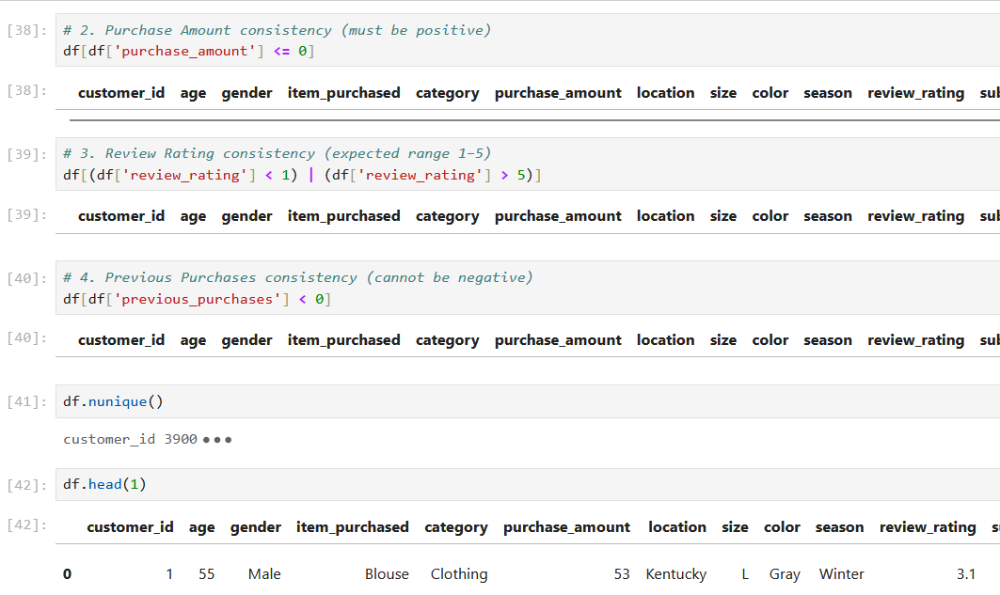 [38]: # 2. Purchase Amount consistency (must be positive)
df[df['purchase_amount'] <= 0]
[38]: customer_id age gender item_purchased category purchase_amount location size color season review_rating sub
[39]: # 3. Review Rating consistency (expected range 1–5)
df[(df['review_rating'] < 1) | (df['review_rating'] > 5)]
[39]: customer_id age gender item_purchased category purchase_amount location size color season review_rating sub
[40]: # 4. Previous Purchases consistency (cannot be negative)
df[df['previous_purchases'] < 0]
[40]: customer_id age gender item_purchased category purchase_amount location size color season review_rating sub
[41]: df.nunique()
customer_id 3900 •••
[42]: df.head(1)
[42]: customer_id age gender item_purchased category purchase_amount location size color season review_rating s
0 1 55 Male Blouse Clothing 53 Kentucky L Gray Winter 3.1